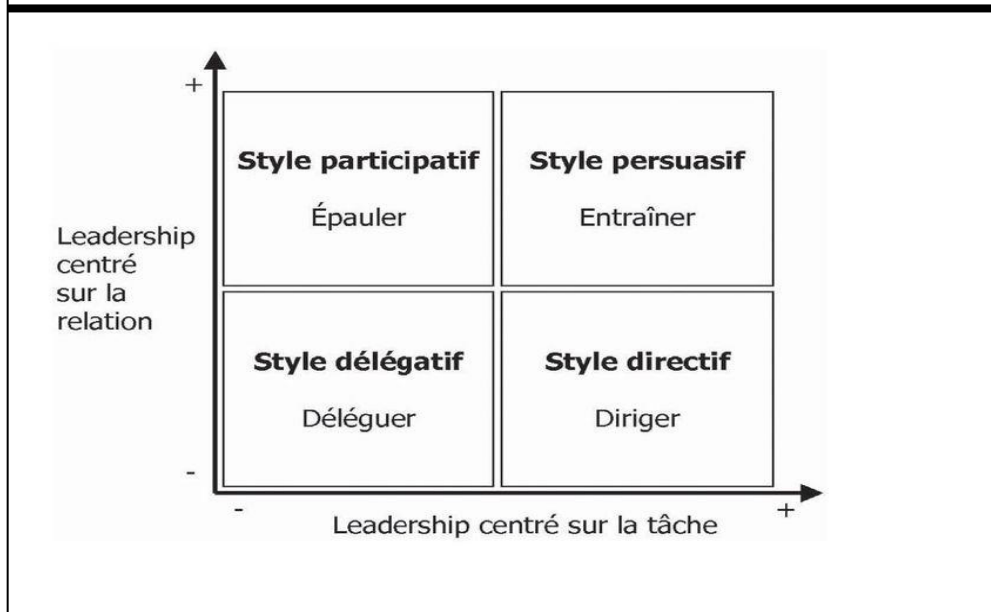 +
Style participatif
Épauler
Style persuasif
Entraîner
Leadership
centré
sur la
relation
Style délégatif
Déléguer
Style directif
Diriger
-
-
+
Leadership centré sur la tâche